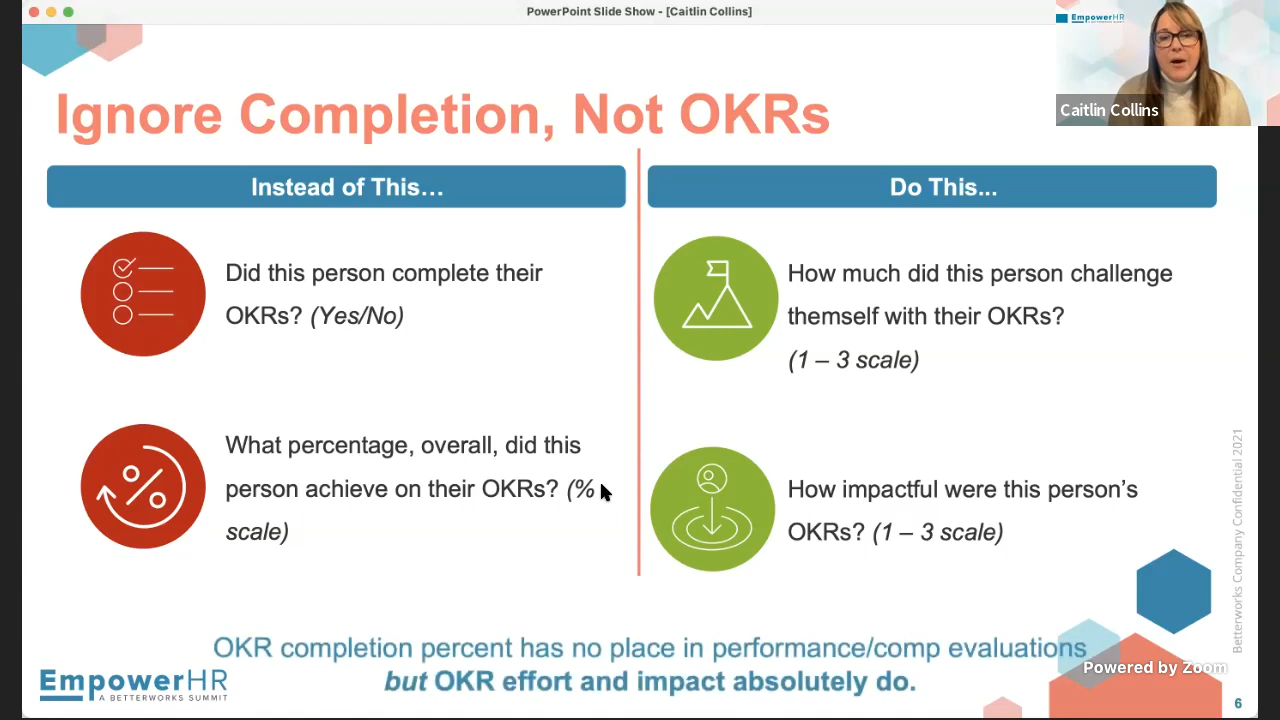 PowerPoint Slide Show - [Caitlin Collins]
EmpowerHR
Caitlin Collins
Ignore Completion, Not OKRs
Instead of This…
Did this person complete their
OKRs? (Yes/No)
What percentage, overall, did this
person achieve on their OKRs? (%
scale)
Do This...
How much did this person challenge
themself with their OKRs?
(1 – 3 scale)
How impactful were this person’s
OKRs? (1 – 3 scale)
OKR completion percent has no place in performance/comp evaluations
but OKR effort and impact absolutely do.
EmpowerHR
A BETTERWORKS SUMMIT
Betterworks Company Confidential 2021
Powered by Zoom
6